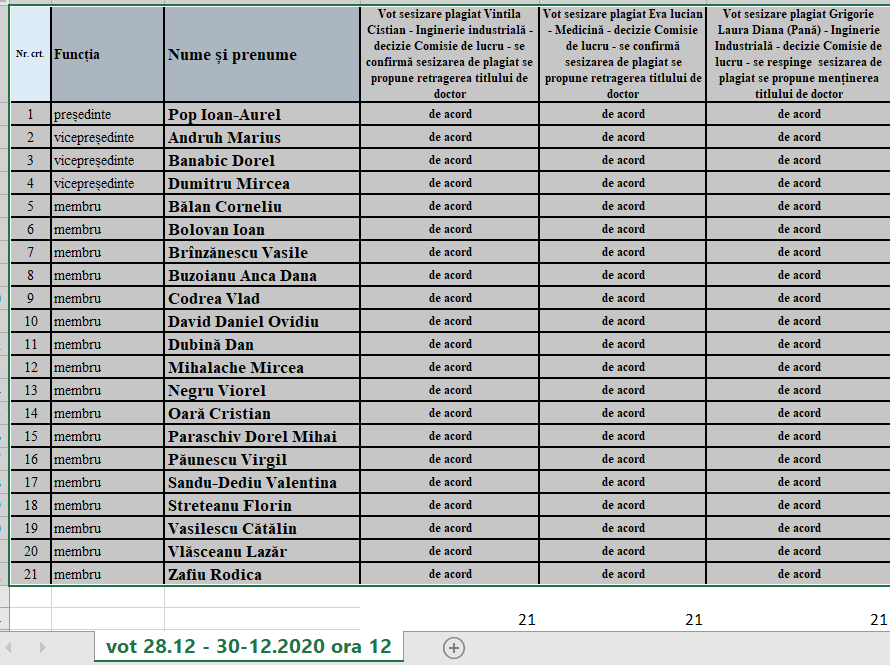 Nr. crt. Funcția Nume și prenume
Vot sesizare plagiat Vintila
Cistian - Inginerie industrială -
decizie Comisie de lucru - se
confirmă sesizarea de plagiat se
propune retragerea titlului de
doctor
Vot sesizare plagiat Eva lucian
- Medicină - decizie Comisie
de lucru - se confirmă
sesizarea de plagiat se
propune retragerea titlului de
doctor
Vot sesizare plagiat Grigorie
Laura Diana (Pană) - Inginerie
Industrială - decizie Comisie de
lucru - se respinge sesizarea de
plagiat se propune menținerea
titlului de doctor
1 președinte Pop Ioan-Aurel de acord de acord de acord
2 vicepreședinte Andruh Marius de acord de acord de acord
3 vicepreședinte Banabic Dorel de acord de acord de acord
4 vicepreședinte Dumitru Mircea de acord de acord de acord
5 membru Bălan Corneliu de acord de acord de acord
6 membru Bolovan Ioan de acord de acord de acord
7 membru Brînzănescu Vasile de acord de acord de acord
8 membru Buzoianu Anca Dana de acord de acord de acord
9 membru Codrea Vlad de acord de acord de acord
10 membru David Daniel Ovidiu de acord de acord de acord
11 membru Dubină Dan de acord de acord de acord
12 membru Mihalache Mircea de acord de acord de acord
13 membru Negru Viorel de acord de acord de acord
14 membru Oară Cristian de acord de acord de acord
15 membru Paraschiv Dorel Mihai de acord de acord de acord
16 membru Păunescu Virgil de acord de acord de acord
17 membru Sandu-Dediu Valentina de acord de acord de acord
18 membru Streteanu Florin de acord de acord de acord
19 membru Vasilescu Cătălin de acord de acord de acord
20 membru Vlăsceanu Lazăr de acord de acord de acord
21 membru Zafiu Rodica de acord de acord de acord
21 21 21
vot 28.12 - 30-12.2020 ora 12